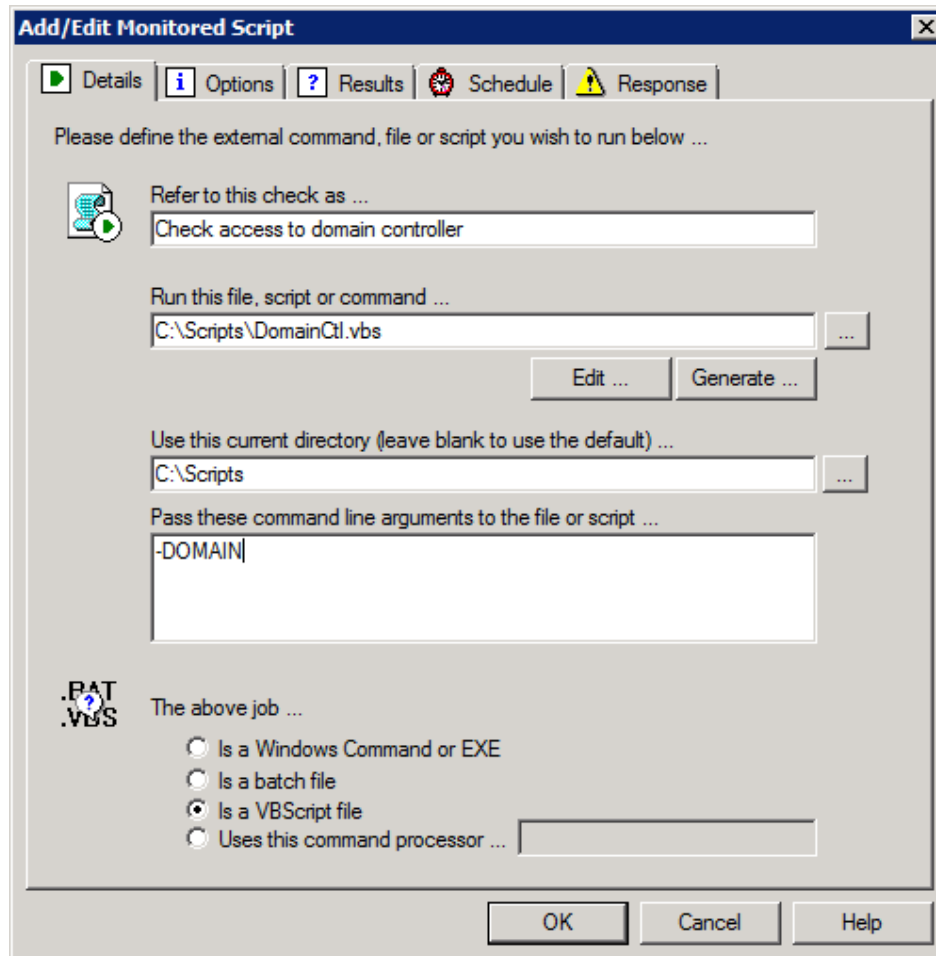 Add/Edit Monitored Script
Details Options Results Schedule Response
Please define the external command, file or script you wish to run below ...
Refer to this check as ...
Check access to domain controller
Run this file, script or command ...
C:\Scripts\DomainCtl.vbs
...
Edit ... Generate ...
Use this current directory (leave blank to use the default) ...
C:\Scripts
...
Pass these command line arguments to the file or script ...
-DOMAIN
.BAT
.VBS
The above job ...
Is a Windows Command or EXE
Is a batch file
Is a VBScript file
Uses this command processor ...
OK Cancel Help